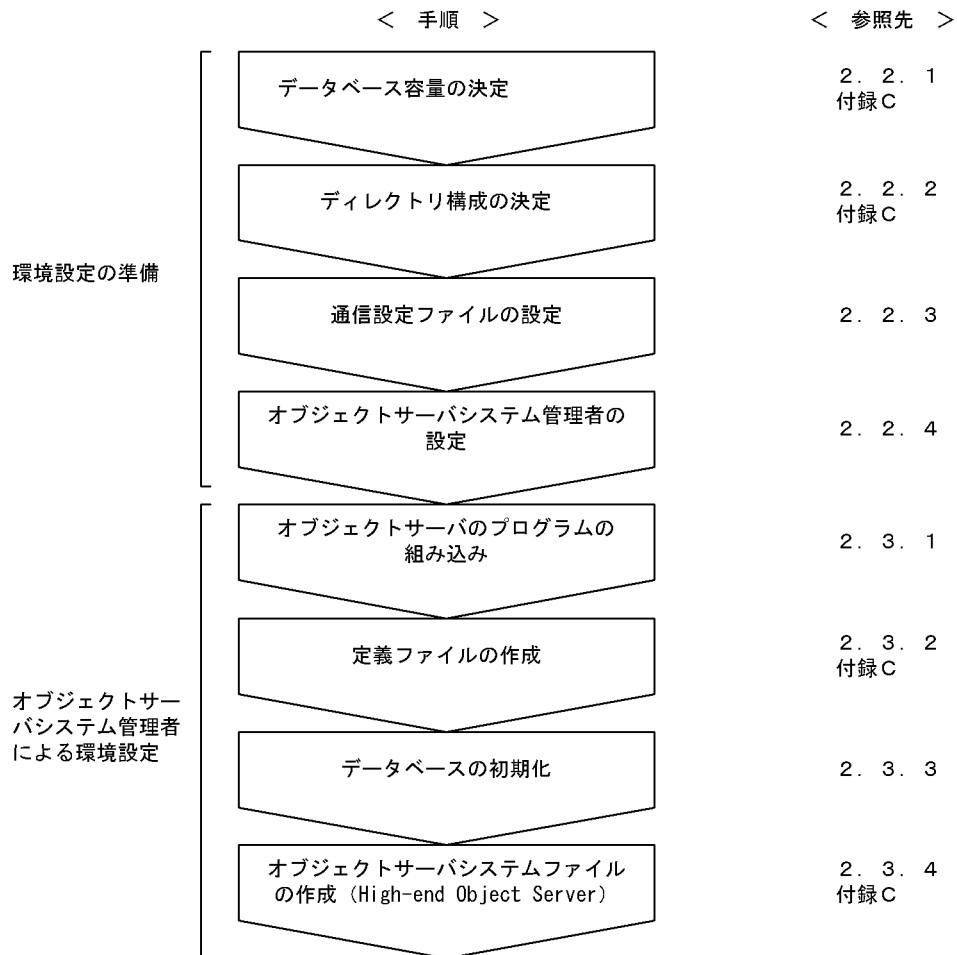 ＜　手順　＞
＜　参照先　＞
データベース容量の決定
２．２．１
付録Ｃ
ディレクトリ構成の決定
２．２．２
付録Ｃ
環境設定の準備
通信設定ファイルの設定
２．２．３
オブジェクトサーバシステム管理者の
設定
２．２．４
オブジェクトサーバのプログラムの
組み込み
２．３．１
定義ファイルの作成
２．３．２
付録Ｃ
オブジェクトサー
バシステム管理者
による環境設定
データベースの初期化
２．３．３
オブジェクトサーバシステムファイル
の作成（High-end Object Server）
２．３．４
付録Ｃ